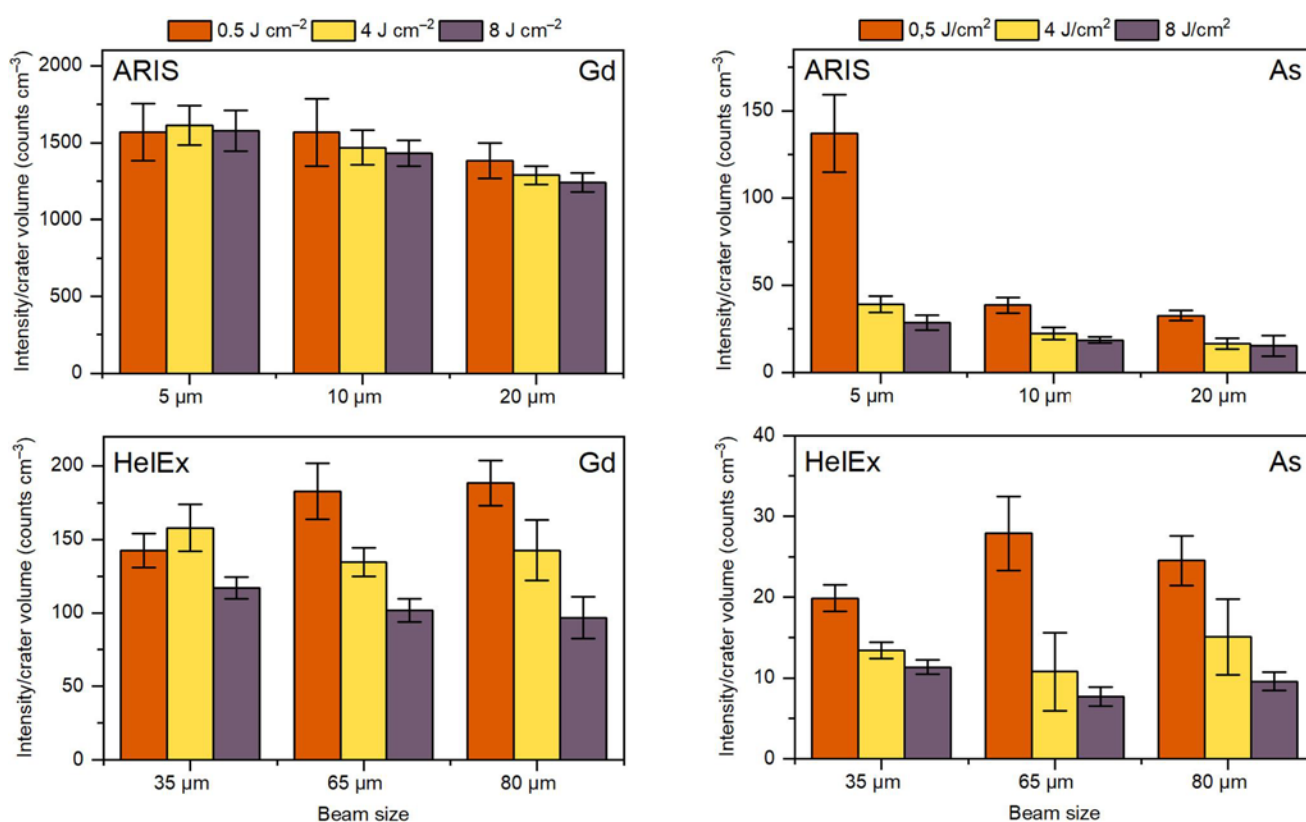 0.5 J cm⁻² 4 J cm⁻² 8 J cm⁻²
ARIS Gd
Intensity/crater volume (counts cm⁻³)
2000
1500
1000
500
0
5 µm 10 µm 20 µm
0,5 J/cm² 4 J/cm² 8 J/cm²
ARIS As
Intensity/crater volume (counts cm⁻³)
150
100
50
0
5 µm 10 µm 20 µm
HelEx Gd
Intensity/crater volume (counts cm⁻³)
200
150
100
50
0
35 µm 65 µm 80 µm
Beam size
HelEx As
Intensity/crater volume (counts cm⁻³)
40
30
20
10
0
35 µm 65 µm 80 µm
Beam size